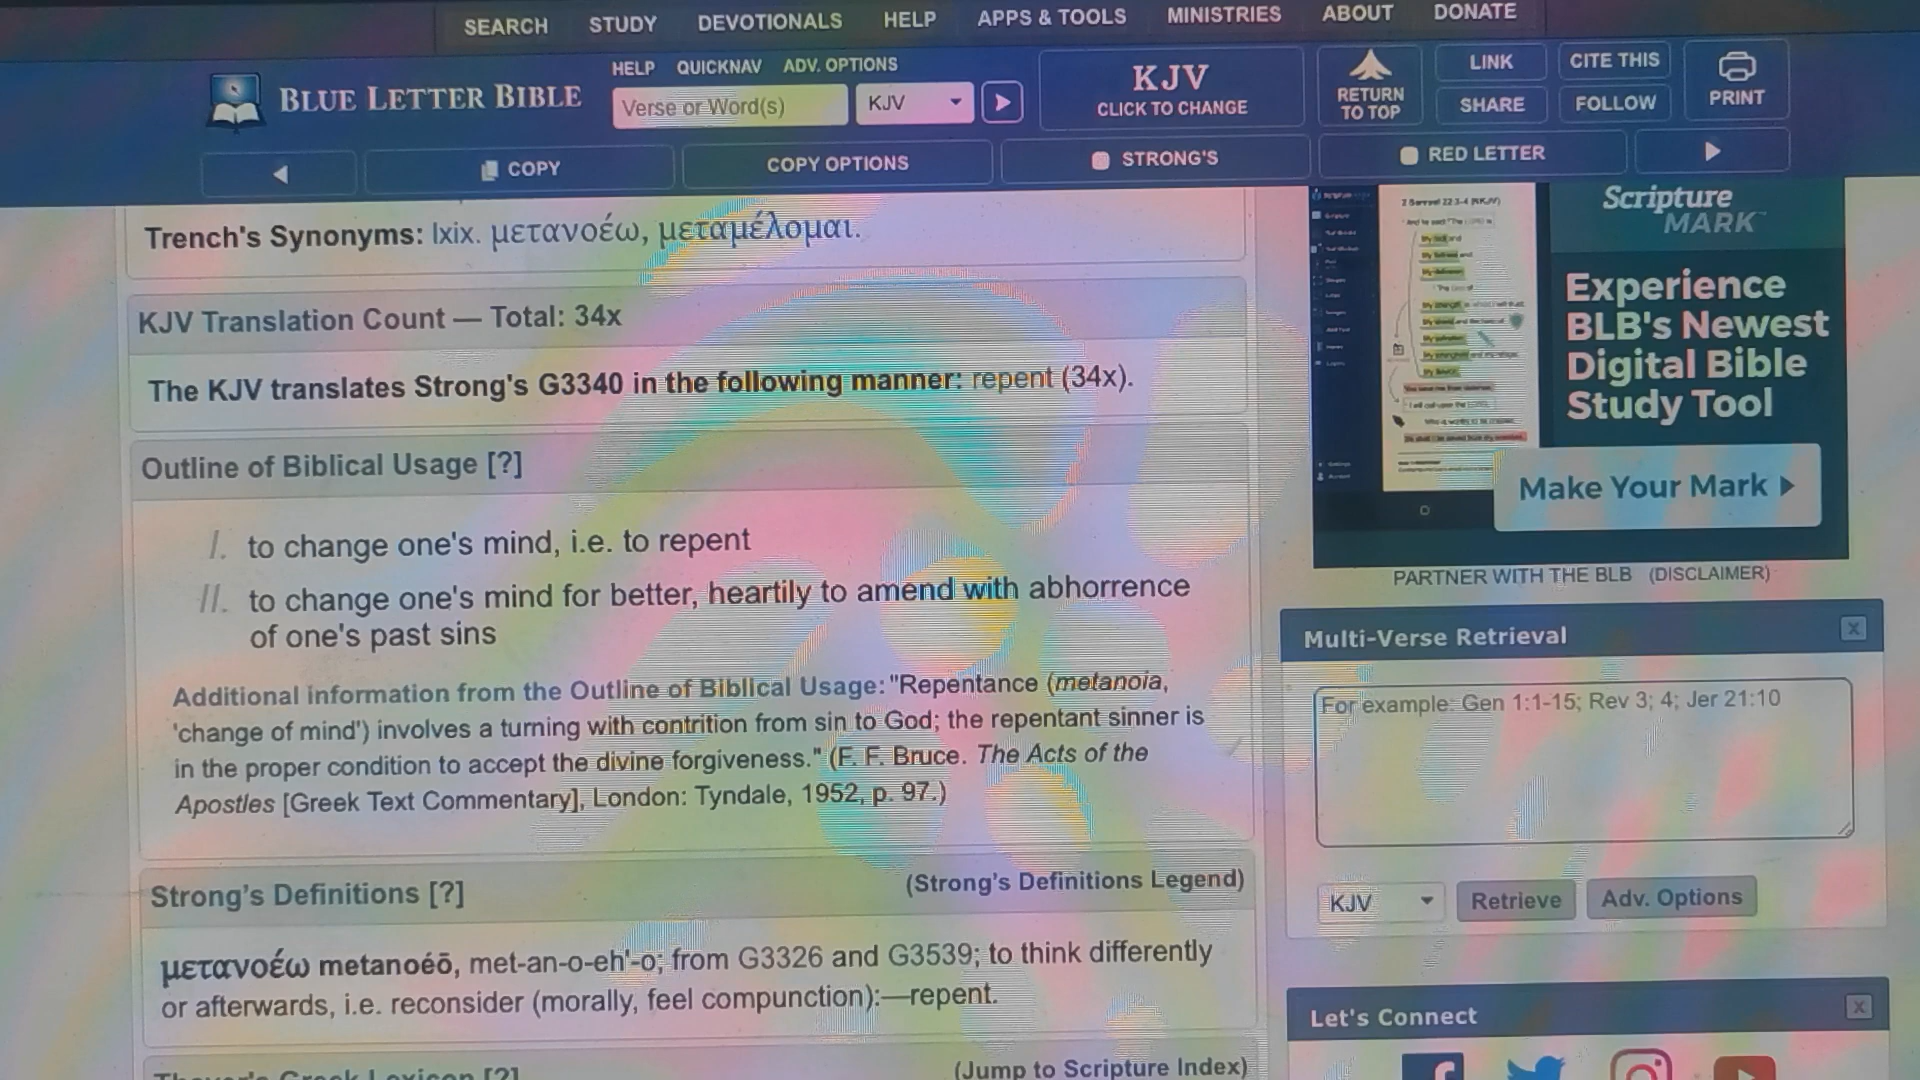 SEARCH STUDY DEVOTIONALS HELP APPS & TOOLS MINISTRIES ABOUT DONATE
BLUE LETTER BIBLE
HELP QUICKNAV ADV. OPTIONS
Verse or Word(s)
KJV
KJV
CLICK TO CHANGE
RETURN
TO TOP
LINK
SHARE
CITE THIS
FOLLOW
PRINT
COPY
COPY OPTIONS
STRONG'S
RED LETTER
Trench's Synonyms: lxix. μετανοέω, μεταμέλομαι.
KJV Translation Count — Total: 34x
The KJV translates Strong's G3340 in the following manner: repent (34x).
Outline of Biblical Usage [?]
I. to change one's mind, i.e. to repent
II. to change one's mind for better, heartily to amend with abhorrence
of one's past sins
Additional Information from the Outline of Biblical Usage: "Repentance (metanoia,
'change of mind') involves a turning with contrition from sin to God; the repentant sinner is
in the proper condition to accept the divine forgiveness." (F. F. Bruce. The Acts of the
Apostles [Greek Text Commentary], London: Tyndale, 1952, p. 97.)
Strong's Definitions [?]
(Strong's Definitions Legend)
μετανοέω metanoéō, met-an-o-eh'-o; from G3326 and G3539; to think differently
or afterwards, i.e. reconsider (morally, feel compunction):—repent.
Thayer's Greek Lexicon [?]
(Jump to Scripture Index)
2 Samuel 22:3-4 (NKJV)
Scripture
MARK™
Experience
BLB's Newest
Digital Bible
Study Tool
Make Your Mark
PARTNER WITH THE BLB (DISCLAIMER)
Multi-Verse Retrieval
x
For example: Gen 1:1-15; Rev 3; 4; Jer 21:10
KJV
Retrieve
Adv. Options
Let's Connect
x